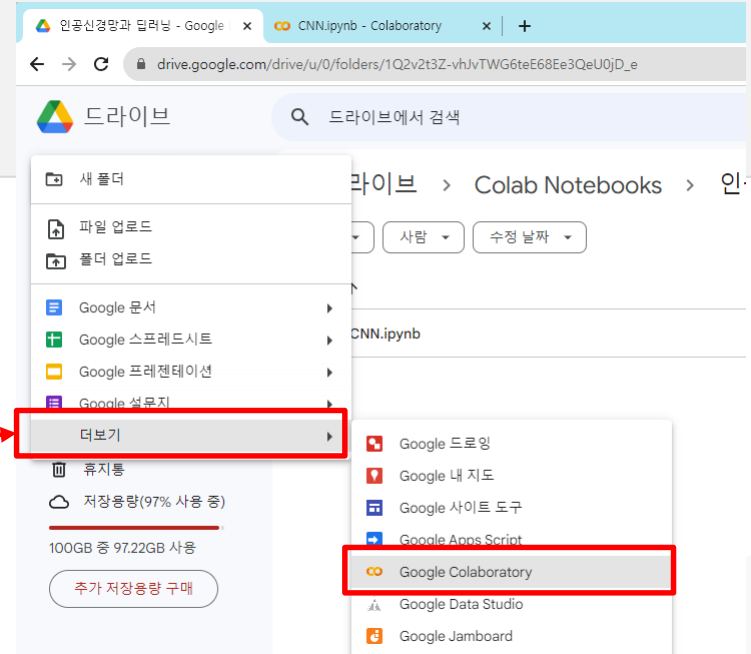 인공신경망과 딥러닝 - Google
CNN.ipynb - Colaboratory
drive.google.com/drive/u/0/folders/1Q2v2t3Z-vhJvTWG6teE68Ee3QeU0jD_e
드라이브
드라이브에서 검색
새 폴더
라이브 > Colab Notebooks > 인
파일 업로드
사람
수정 날짜
폴더 업로드
Google 문서
Google 스프레드시트
CNN.ipynb
Google 프레젠테이션
Google 설문지
더보기
Google 드로잉
휴지통
Google 내 지도
저장용량(97% 사용 중)
Google 사이트 도구
100GB 중 97.22GB 사용
Google Apps Script
Google Colaboratory
추가 저장용량 구매
Google Data Studio
Google Jamboard